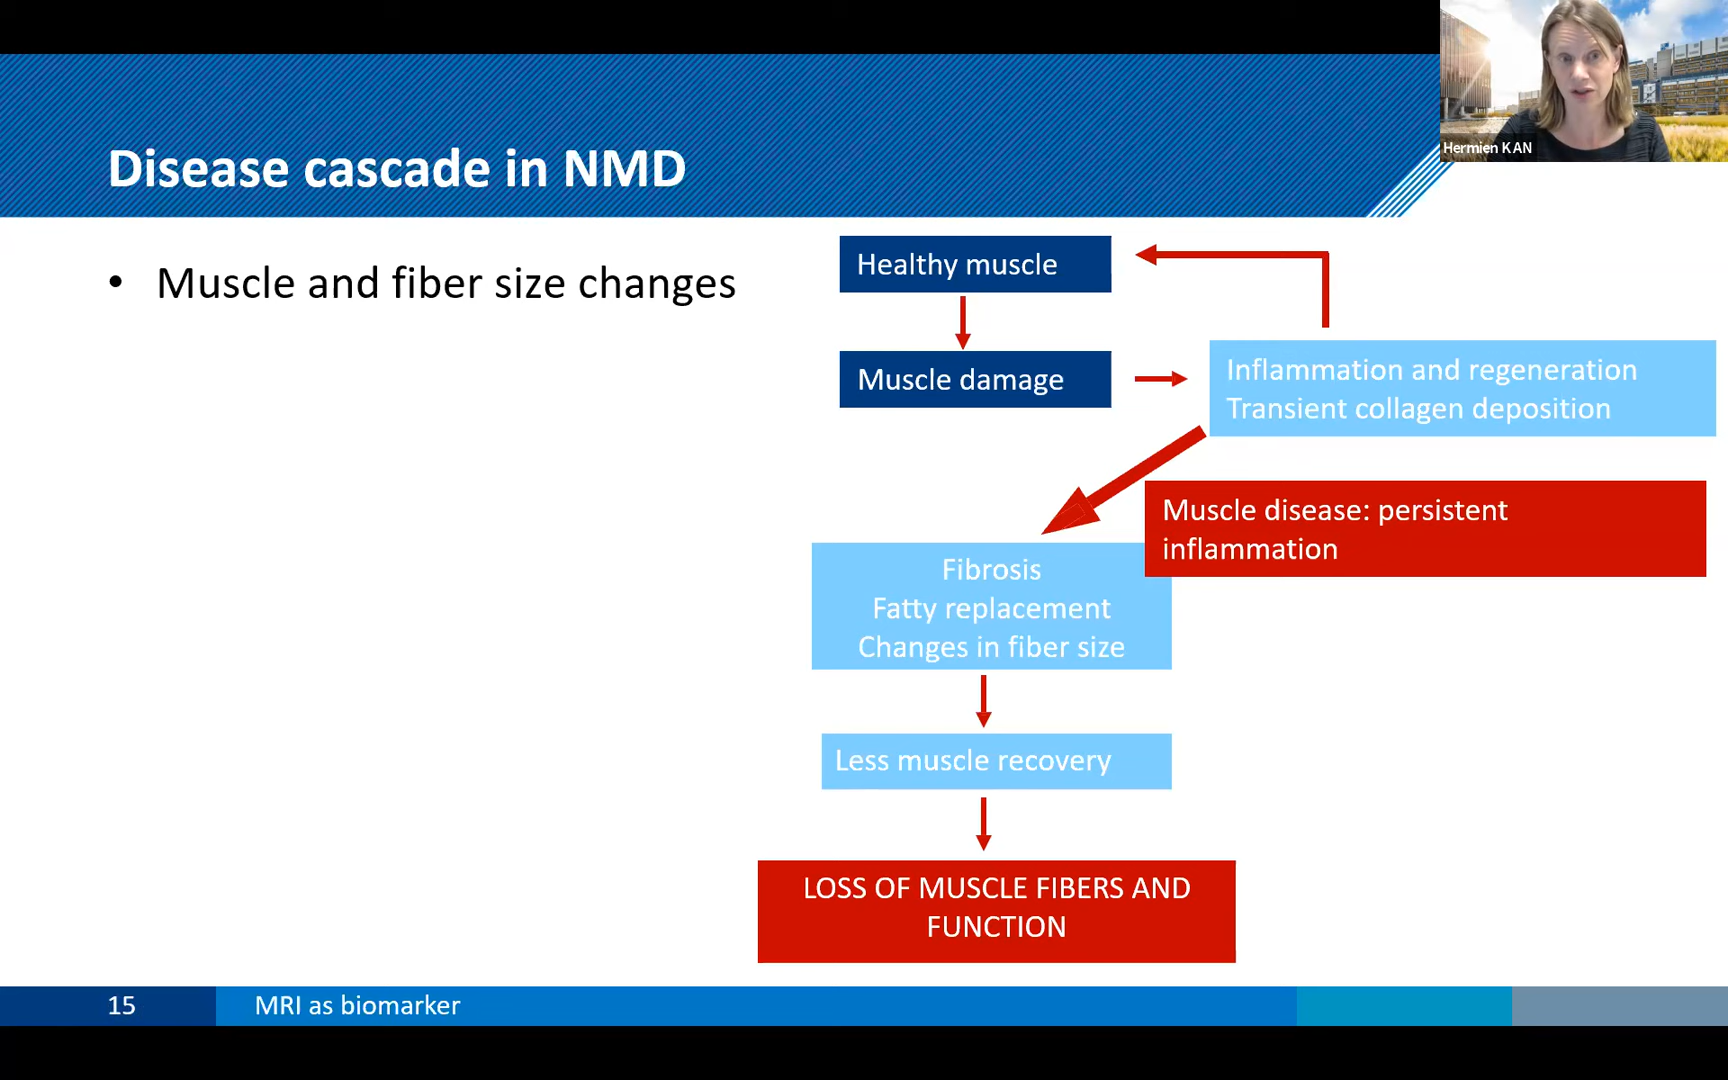 Hermien KAN
Disease cascade in NMD
• Muscle and fiber size changes
Healthy muscle
Muscle damage
Inflammation and regeneration
Transient collagen deposition
Muscle disease: persistent
inflammation
Fibrosis
Fatty replacement
Changes in fiber size
Less muscle recovery
LOSS OF MUSCLE FIBERS AND
FUNCTION
15
MRI as biomarker